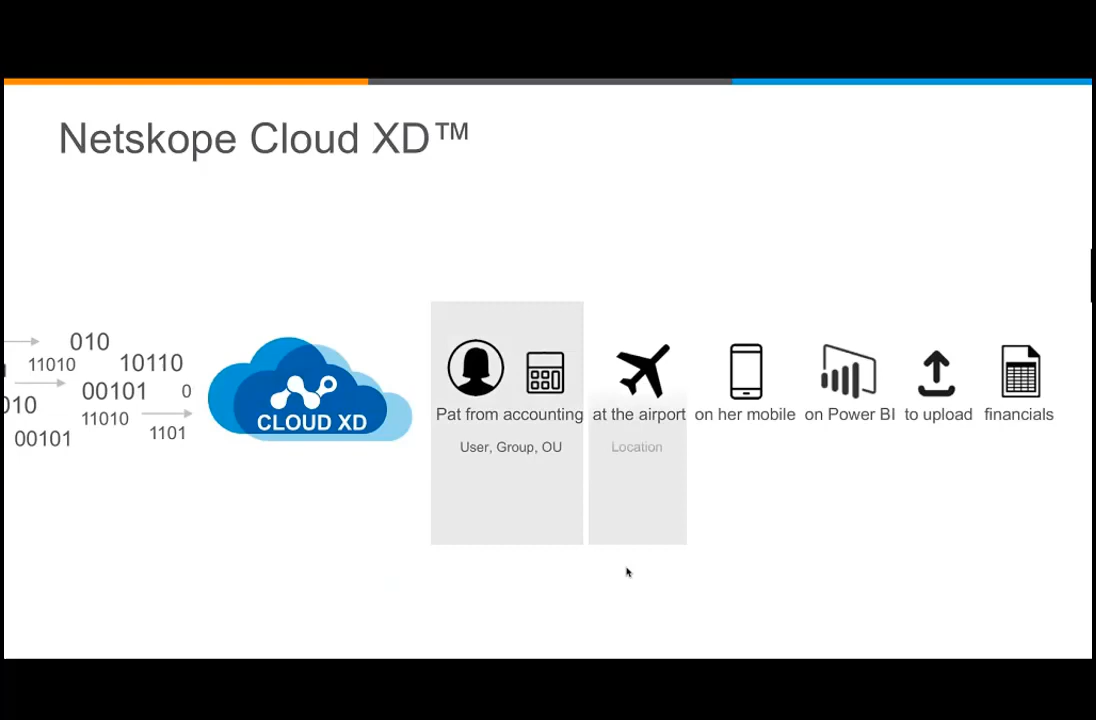 Netskope Cloud XD™
010
11010
10110
00101
0
010
11010
1101
00101
CLOUD XD
Pat from accounting
at the airport
on her mobile
on Power BI
to upload
financials
User, Group, OU
Location